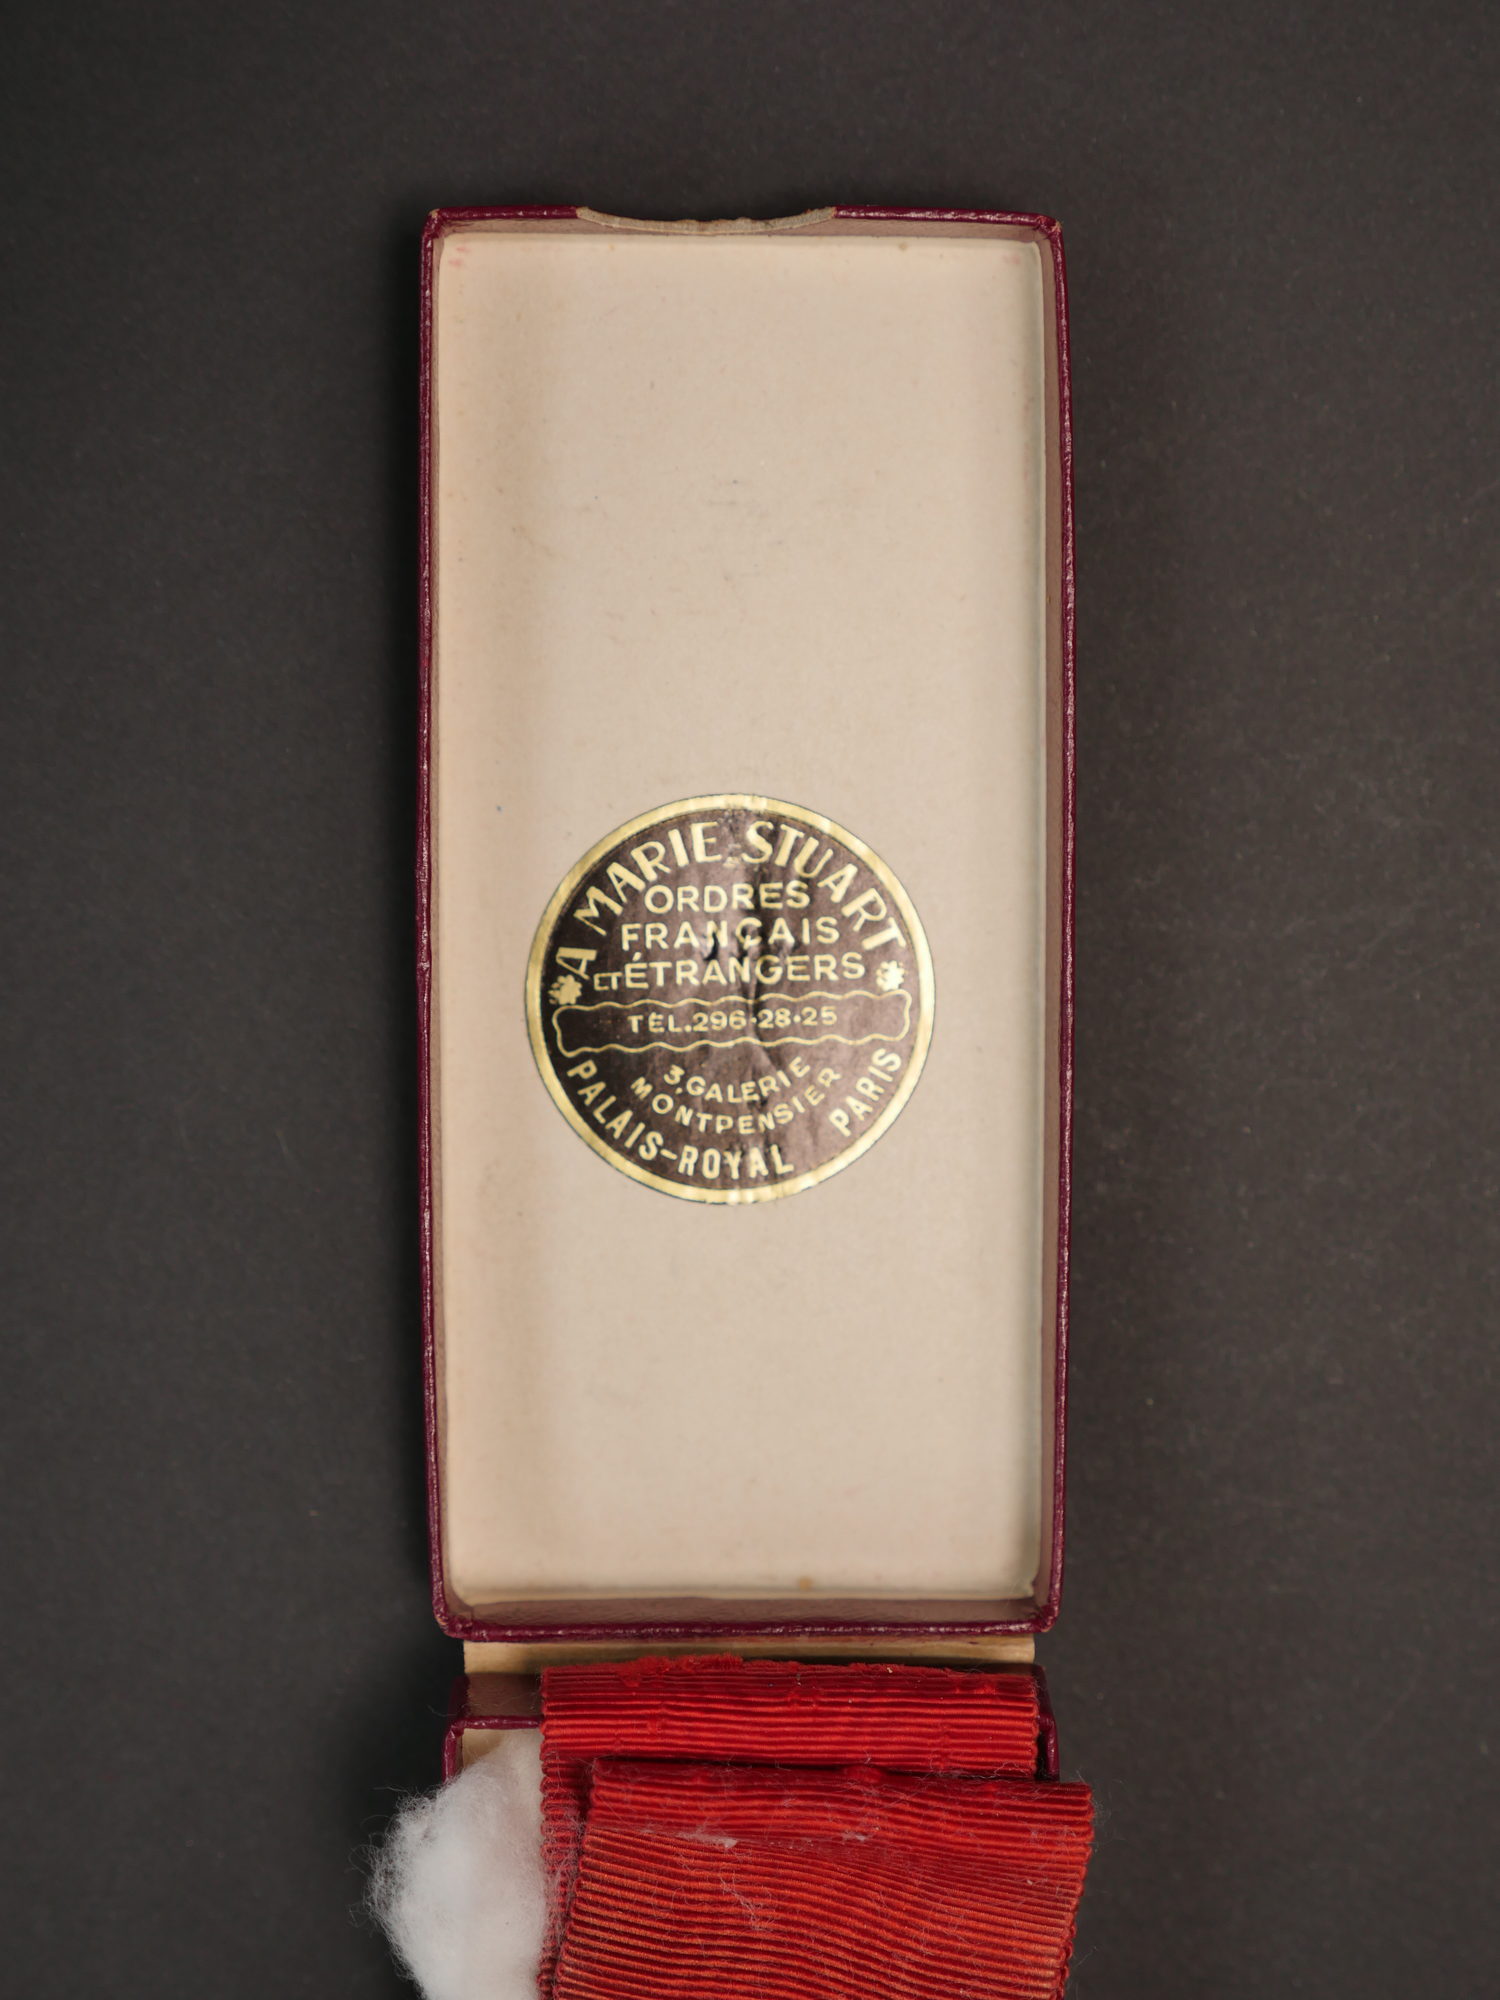 A MARIE STUART
ORDRES
FRANÇAIS
ET ÉTRANGERS
TÉL.296·28·25
3,GALERIE
MONTPENSIER
PALAIS-ROYAL PARIS